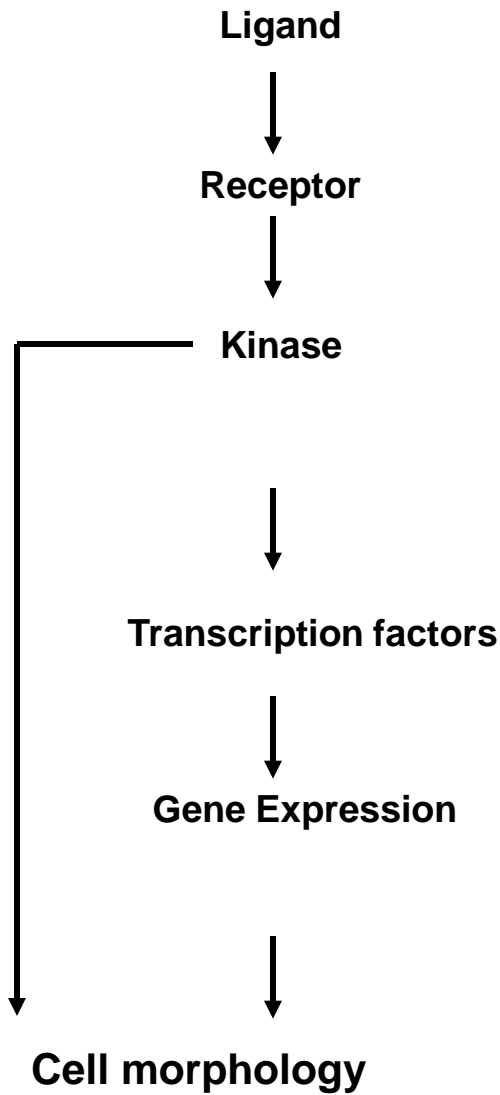 Ligand
Receptor
Kinase
Transcription factors
Gene Expression
Cell morphology